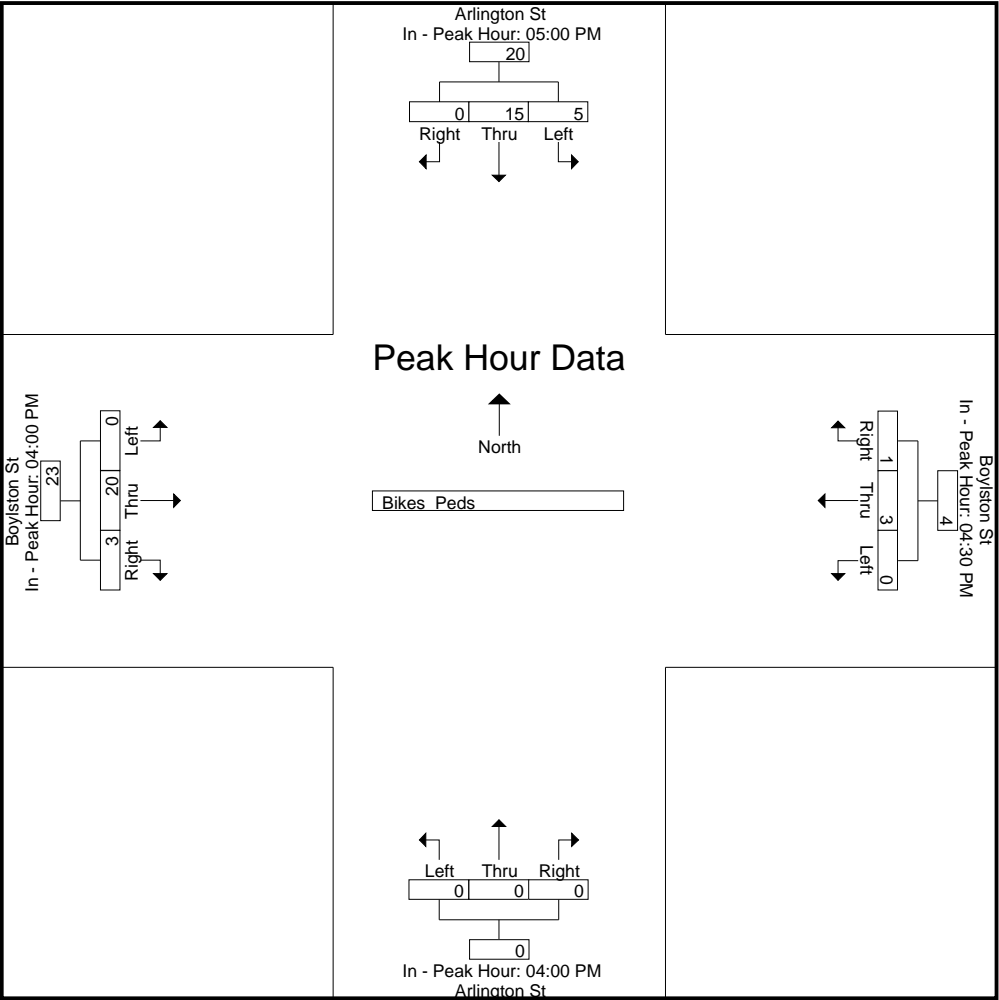 Arlington St
In - Peak Hour: 05:00 PM
20
0 15 5
Right Thru Left
Peak Hour Data
North
Bikes Peds
Boylston St
In - Peak Hour: 04:00 PM
23
0 20 3
Left Thru Right
Boylston St
In - Peak Hour: 04:30 PM
4
1 3 0
Right Thru Left
Left Thru Right
0 0 0
0
In - Peak Hour: 04:00 PM
Arlington St